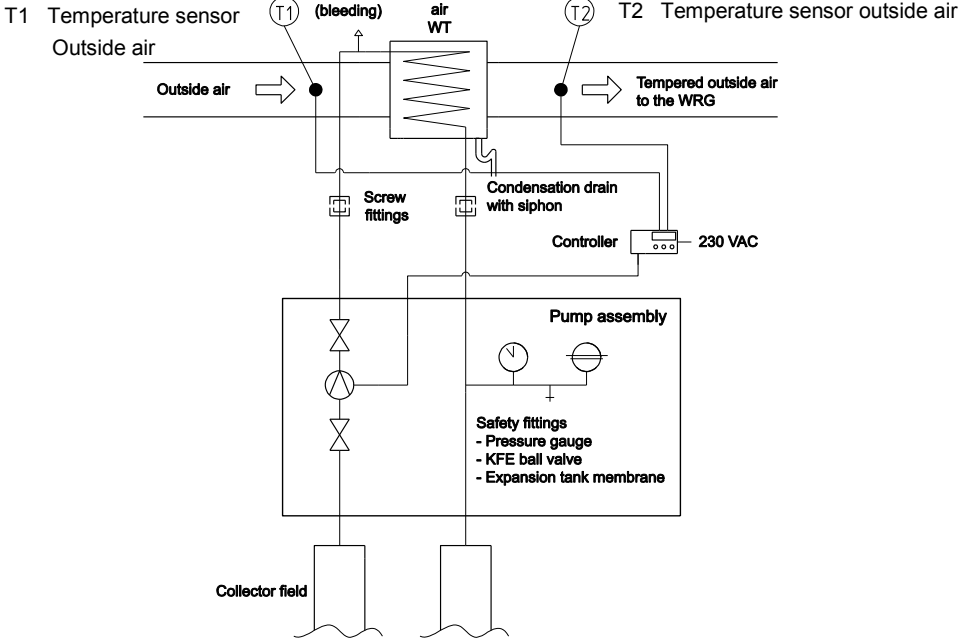 T1 Temperature sensor
Outside air
T1
(bleeding)
air
WT
T2
T2 Temperature sensor outside air
Outside air
Tempered outside air
to the WRG
Screw
fittings
Condensation drain
with siphon
Controller
230 VAC
Pump assembly
Safety fittings
- Pressure gauge
- KFE ball valve
- Expansion tank membrane
Collector field